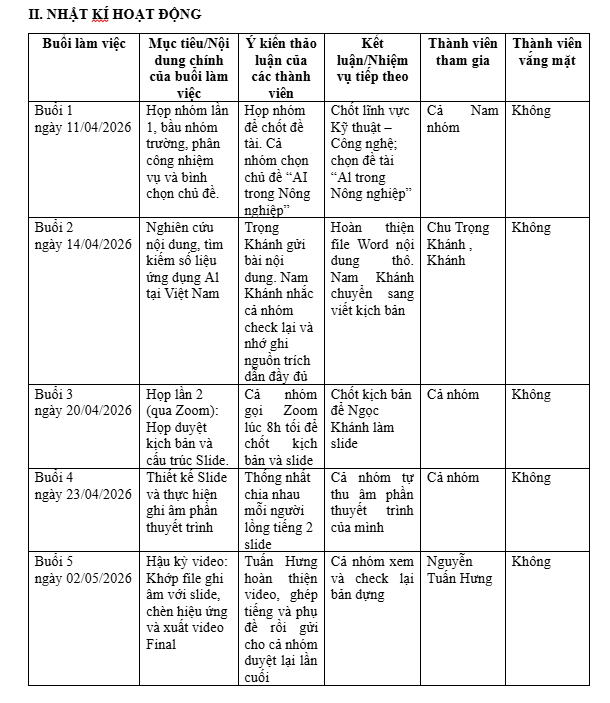 II. NHẬT KÍ HOẠT ĐỘNG
Buổi làm việc
Mục tiêu/Nội
dung chính
của buổi làm
việc
Ý kiến thảo
luận của
các thành
viên
Kết
luận/Nhiệm
vụ tiếp theo
Thành viên
tham gia
Thành viên
vắng mặt
Buổi 1
ngày 11/04/2026
Họp nhóm lần
1, bầu nhóm
trưởng, phân
công nhiệm
vụ và bình
chọn chủ đề.
Họp nhóm
để chốt đề
tài. Cả
nhóm chọn
chủ đề “AI
trong Nông
nghiệp”
Chốt lĩnh vực
Kỹ thuật –
Công nghệ;
chọn đề tài
“Al trong
Nông nghiệp”
Cả Nam
nhóm
Không
Buổi 2
ngày 14/04/2026
Nghiên cứu
nội dung, tìm
kiếm số liệu
ứng dụng A1
tại Việt Nam
Trọng
Khánh gửi
bài nội
dung. Nam
Khánh nhắc
cả nhóm
check lại và
nhớ ghi
nguồn trích
dẫn đầy đủ
Hoàn thiện
file Word nội
dung thô.
Nam Khánh
chuyển sang
viết kịch bản
Chu Trọng
Khánh ,
Khánh
Không
Buổi 3
ngày 20/04/2026
Họp lần 2
(qua Zoom):
Họp duyệt
kịch bản và
cấu trúc Slide.
Cả nhóm
gọi Zoom
lúc 8h tối để
chốt kịch
bản và slide
Chốt kịch bản
để Ngọc
Khánh làm
slide
Cả nhóm
Không
Buổi 4
ngày 23/04/2026
Thiết kế Slide
và thực hiện
ghi âm phần
thuyết trình
Thống nhất
chia nhau
mỗi người
lồng tiếng 2
slide
Cả nhóm tự
thu âm phần
thuyết trình
của mình
Cả nhóm
Không
Buổi 5
ngày 02/05/2026
Hậu kỳ video:
Khớp file ghi
âm với slide,
chèn hiệu ứng
và xuất video
Final
Tuấn Hưng
hoàn thiện
video, ghép
tiếng và phụ
đề rồi gửi
cho cả nhóm
duyệt lại lần
cuối
Cả nhóm xem
và check lại
bản dựng
Nguyễn
Tuấn Hưng
Không